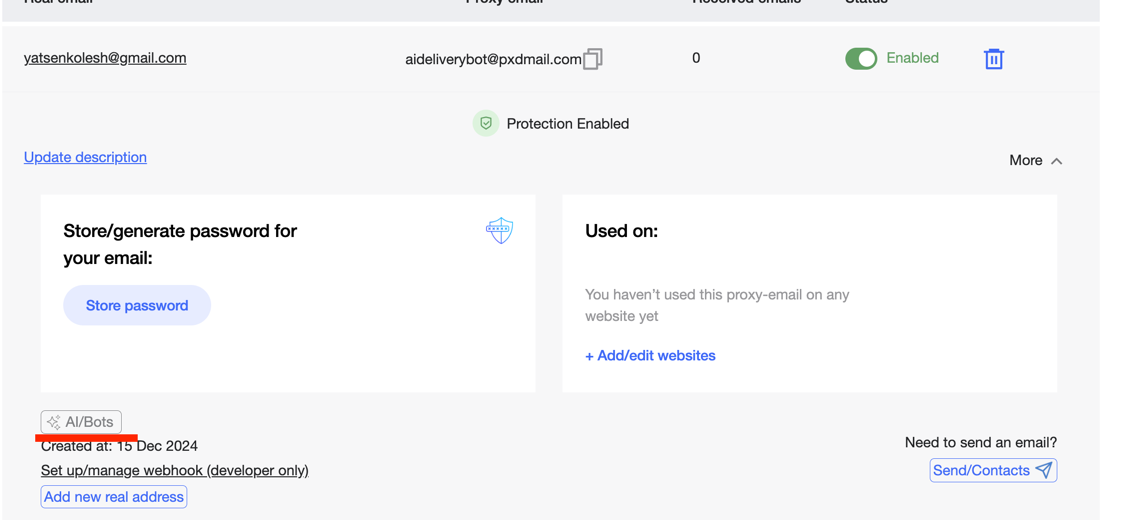 Real email Proxy email Received emails Status
yatsenkolesh@gmail.com aideliverybot@pxdmail.com 0 Enabled
Protection Enabled
Update description More
Store/generate password for
your email:
Store password
Used on:
You haven’t used this proxy-email on any
website yet
+ Add/edit websites
AI/Bots
Created at: 15 Dec 2024
Set up/manage webhook (developer only)
Add new real address
Need to send an email?
Send/Contacts